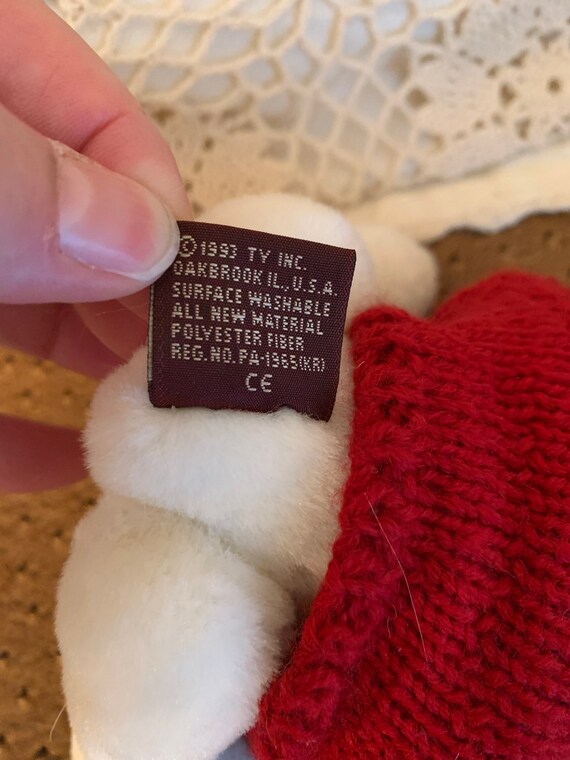 © 1993 TY INC.
OAKBROOK IL., U.S.A.
SURFACE WASHABLE
ALL NEW MATERIAL
POLYESTER FIBER
REG. NO. PA-1965(KR)
CE